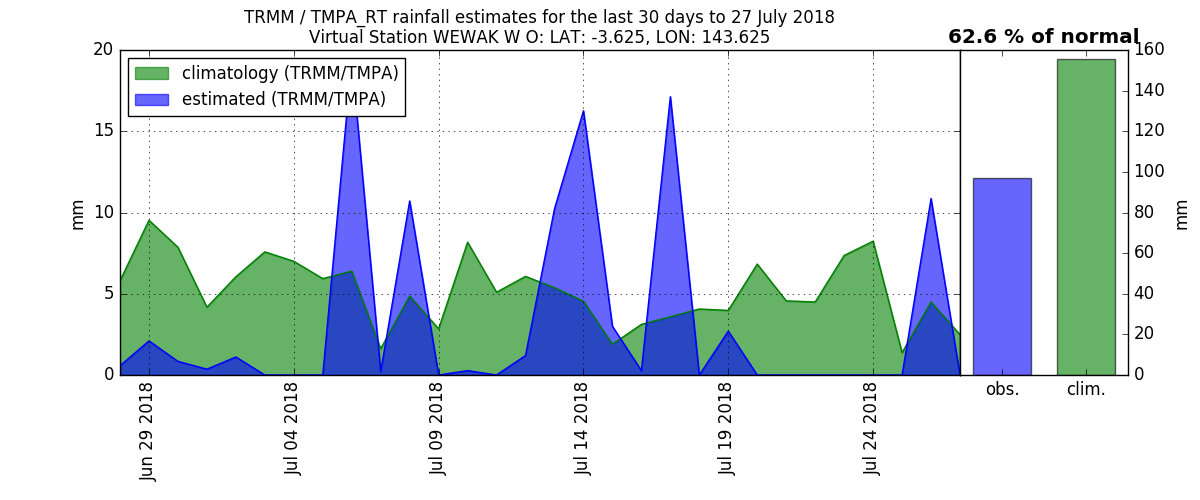 TRMM / TMPA_RT rainfall estimates for the last 30 days to 27 July 2018
Virtual Station WEWAK W O: LAT: -3.625, LON: 143.625
62.6 % of normal
climatology (TRMM/TMPA)
estimated (TRMM/TMPA)
20
15
10
5
0
mm
160
140
120
100
80
60
40
20
0
mm
Jun 29 2018
Jul 04 2018
Jul 09 2018
Jul 14 2018
Jul 19 2018
Jul 24 2018
obs.
clim.